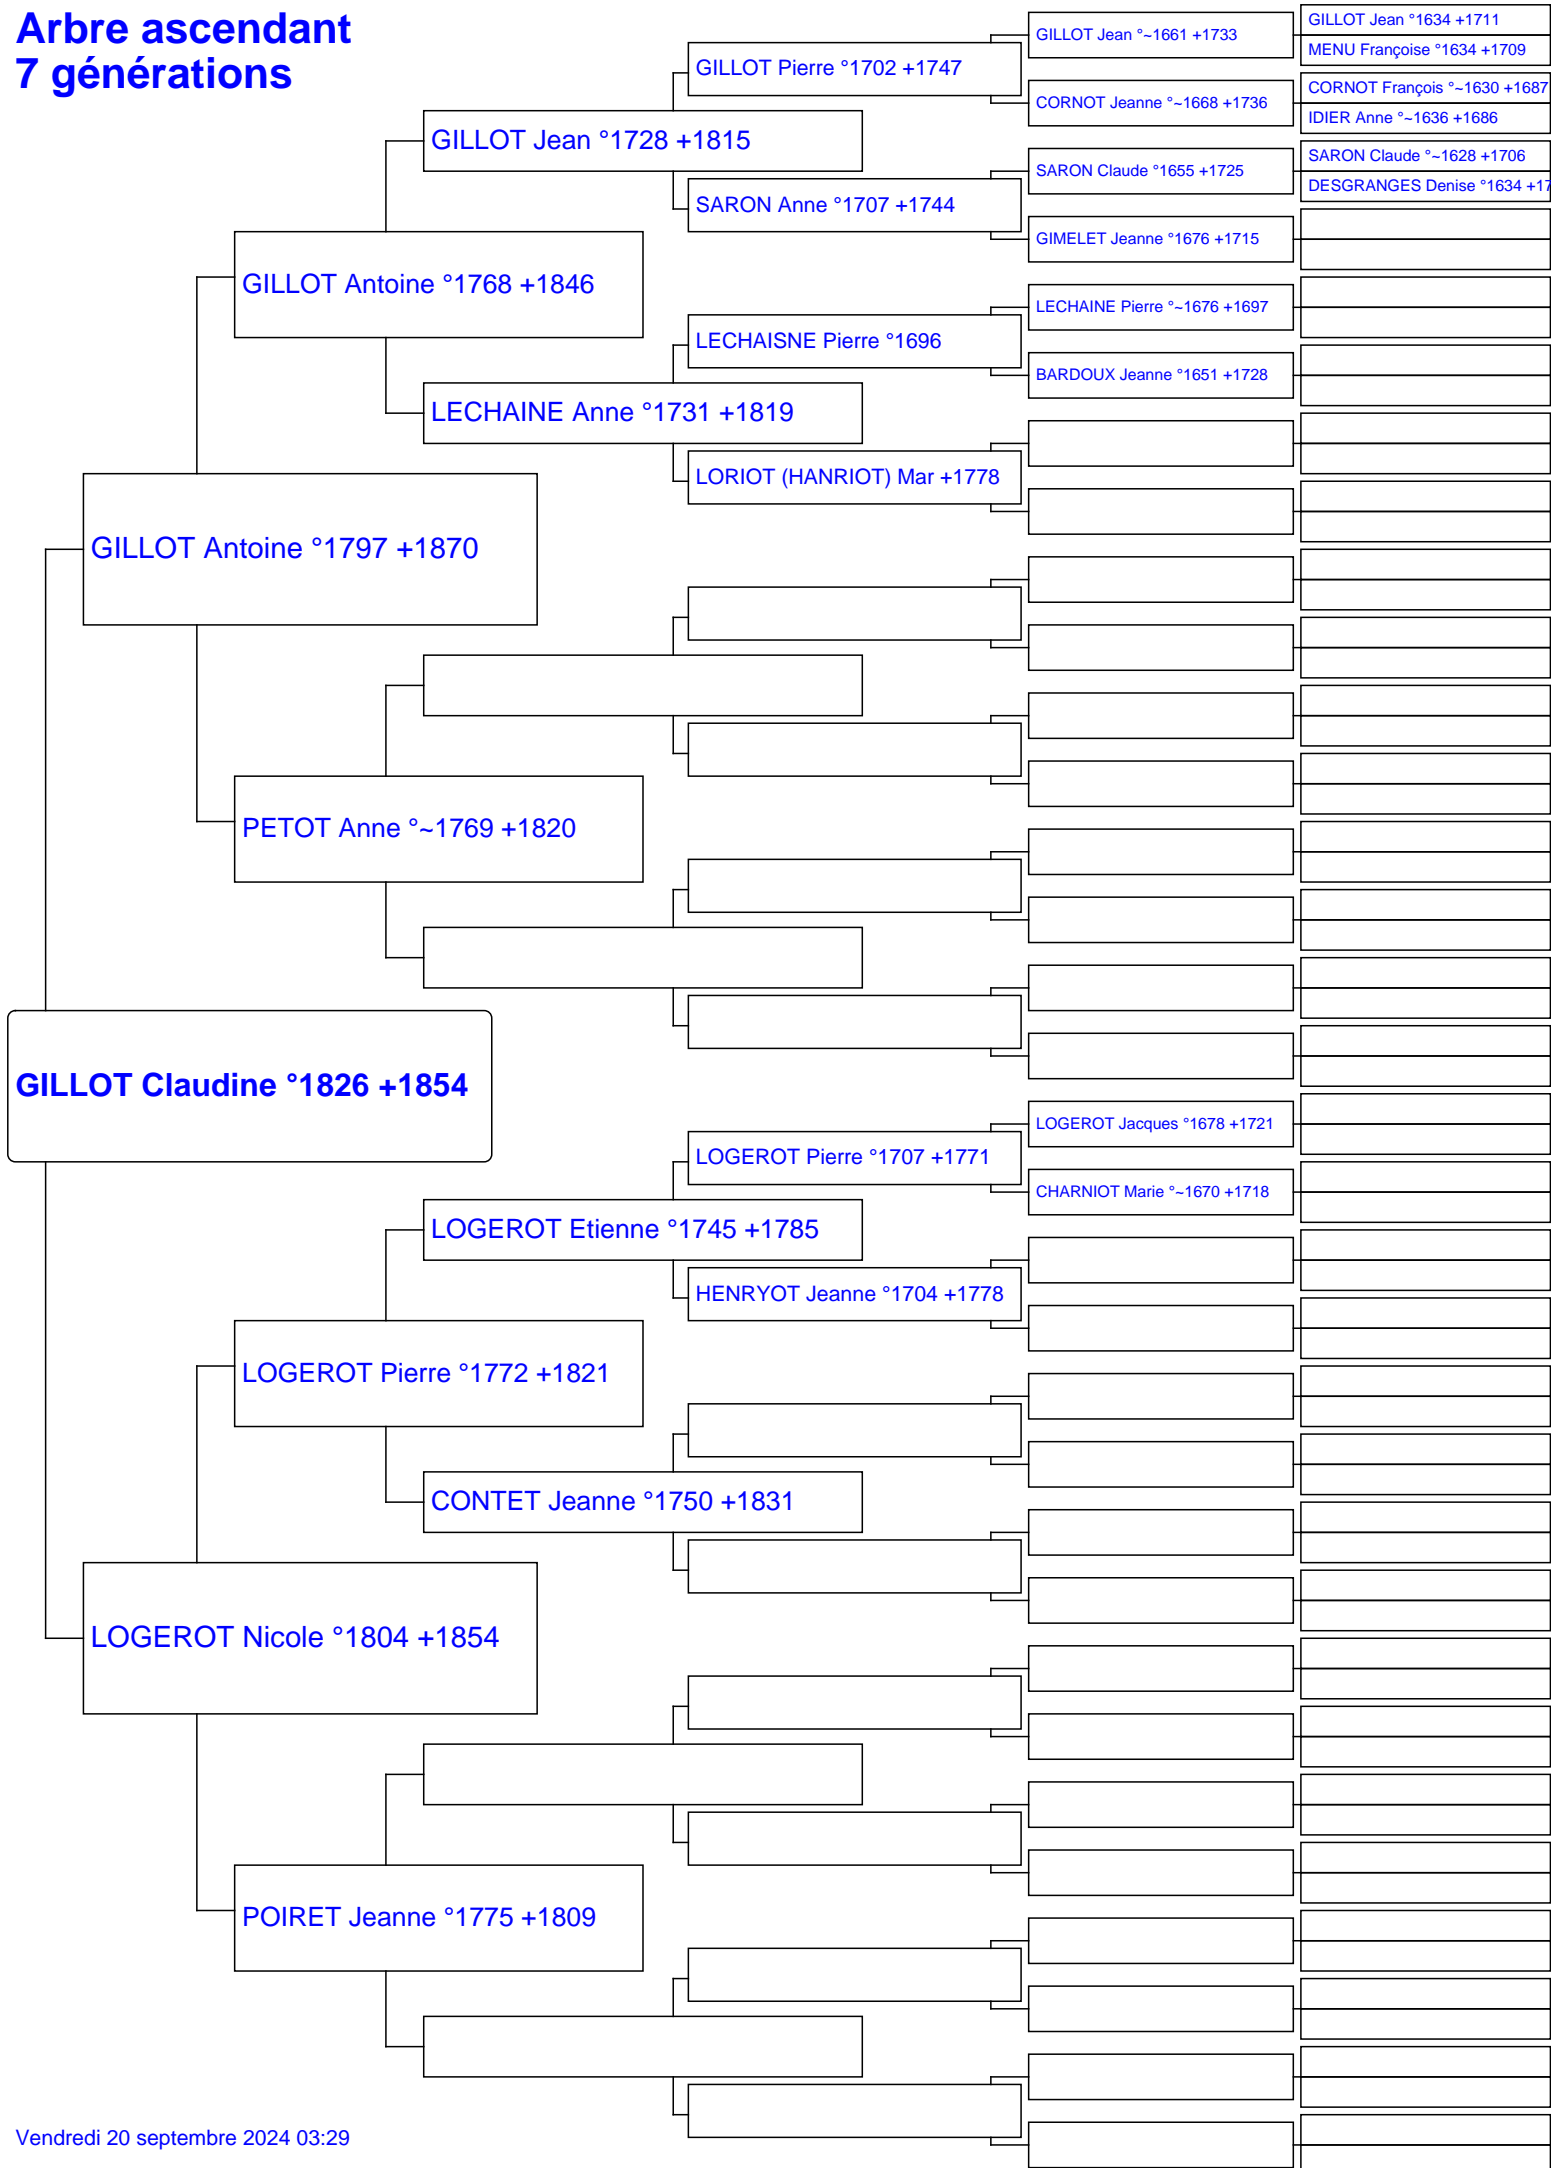 Arbre ascendant
7 générations
GILLOT Jean °1634 +1711
GILLOT Jean °~1661 +1733
MENU Françoise °1634 +1709
GILLOT Pierre °1702 +1747
CORNOT François °~1630 +1687
CORNOT Jeanne °~1668 +1736
IDIER Anne °~1636 +1686
GILLOT Jean °1728 +1815
SARON Claude °~1628 +1706
SARON Claude °1655 +1725
DESGRANGES Denise °1634 +17
SARON Anne °1707 +1744
GIMELET Jeanne °1676 +1715
GILLOT Antoine °1768 +1846
LECHAINE Pierre °~1676 +1697
LECHAISNE Pierre °1696
BARDOUX Jeanne °1651 +1728
LECHAINE Anne °1731 +1819
LORIOT (HANRIOT) Mar +1778
GILLOT Antoine °1797 +1870
PETOT Anne °~1769 +1820
GILLOT Claudine °1826 +1854
LOGEROT Jacques °1678 +1721
LOGEROT Pierre °1707 +1771
CHARNIOT Marie °~1670 +1718
LOGEROT Etienne °1745 +1785
HENRYOT Jeanne °1704 +1778
LOGEROT Pierre °1772 +1821
CONTET Jeanne °1750 +1831
LOGEROT Nicole °1804 +1854
POIRET Jeanne °1775 +1809
Vendredi 20 septembre 2024 03:29